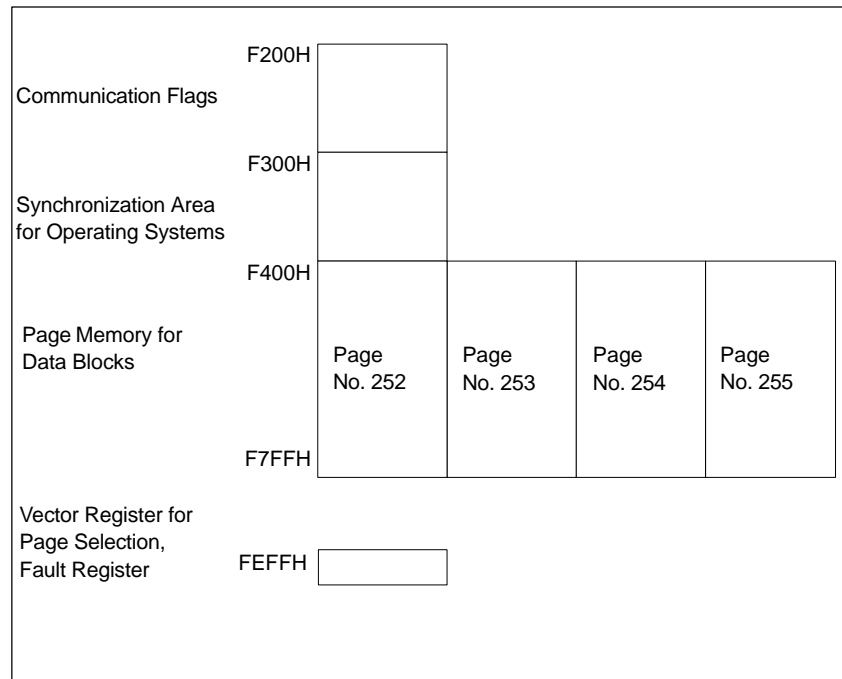 F200H
Communication Flags
F300H
Synchronization Area
for Operating Systems
F400H
Page Memory for
Data Blocks
Page
No. 252
Page
No. 253
Page
No. 254
Page
No. 255
F7FFH
Vector Register for
Page Selection,
Fault Register
FEFFH